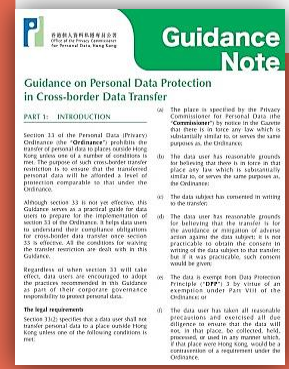 香港個人資料私隱專員公署
Office of the Privacy Commissioner
for Personal Data, Hong Kong
Guidance
Note
Guidance on Personal Data Protection
in Cross-border Data Transfer
PART 1: INTRODUCTION
Section 33 of the Personal Data (Privacy)
Ordinance (the "Ordinance") prohibits the
transfer of personal data to places outside Hong
Kong unless one of a number of conditions is
met. The purpose of such cross-border transfer
restriction is to ensure that the transferred
personal data will be afforded a level of
protection comparable to that under the
Ordinance.
Although section 33 is not yet effective, this
Guidance serves as a practical guide for data
users to prepare for the implementation of
section 33 of the Ordinance. It helps data users
to understand their compliance obligations
for cross-border data transfer once section
33 is effective. All the conditions for waiving
the transfer restriction are dealt with in this
Guidance.
Regardless of when section 33 will take
effect, data users are encouraged to adopt
the practices recommended in this Guidance
as part of their corporate governance
responsibility to protect personal data.
The legal requirements
Section 33(2) specifies that a data user shall not
transfer personal data to a place outside Hong
Kong unless one of the following conditions is
met:
(a) The place is specified by the Privacy
Commissioner for Personal Data (the
"Commissioner") by notice in the Gazette
that there is in force any law which is
substantially similar to, or serves the same
purposes as, the Ordinance;
(b) The data user has reasonable grounds
for believing that there is in force in that
place any law which is substantially
similar to, or serves the same purposes as,
the Ordinance;
(c) The data subject has consented in writing
to the transfer;
(d) The data user has reasonable grounds
for believing that the transfer is for
the avoidance or mitigation of adverse
action against the data subject; it is not
practicable to obtain the consent in
writing of the data subject to that transfer;
but if it was practicable, such consent
would be given;
(e) The data is exempt from Data Protection
Principle ("DPP") 3 by virtue of an
exemption under Part VIII of the
Ordinance; or
(f) The data user has taken all reasonable
precautions and exercised all due
diligence to ensure that the data will
not, in that place, be collected, held,
processed, or used in any manner which,
if that place were Hong Kong, would be a
contravention of a requirement under the
Ordinance.